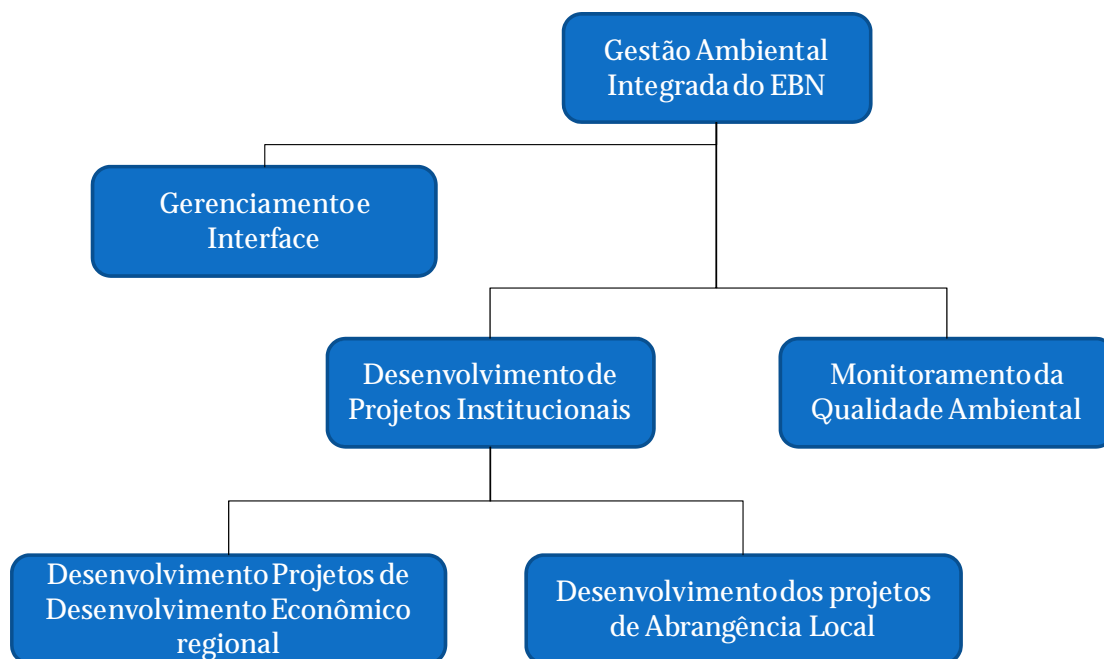 Gestão Ambiental
Integrada do EBN
Gerenciamento e
Interface
Desenvolvimento de
Projetos Institucionais
Monitoramento da
Qualidade Ambiental
Desenvolvimento Projetos de
Desenvolvimento Econômico
regional
Desenvolvimento dos projetos
de Abrangência Local